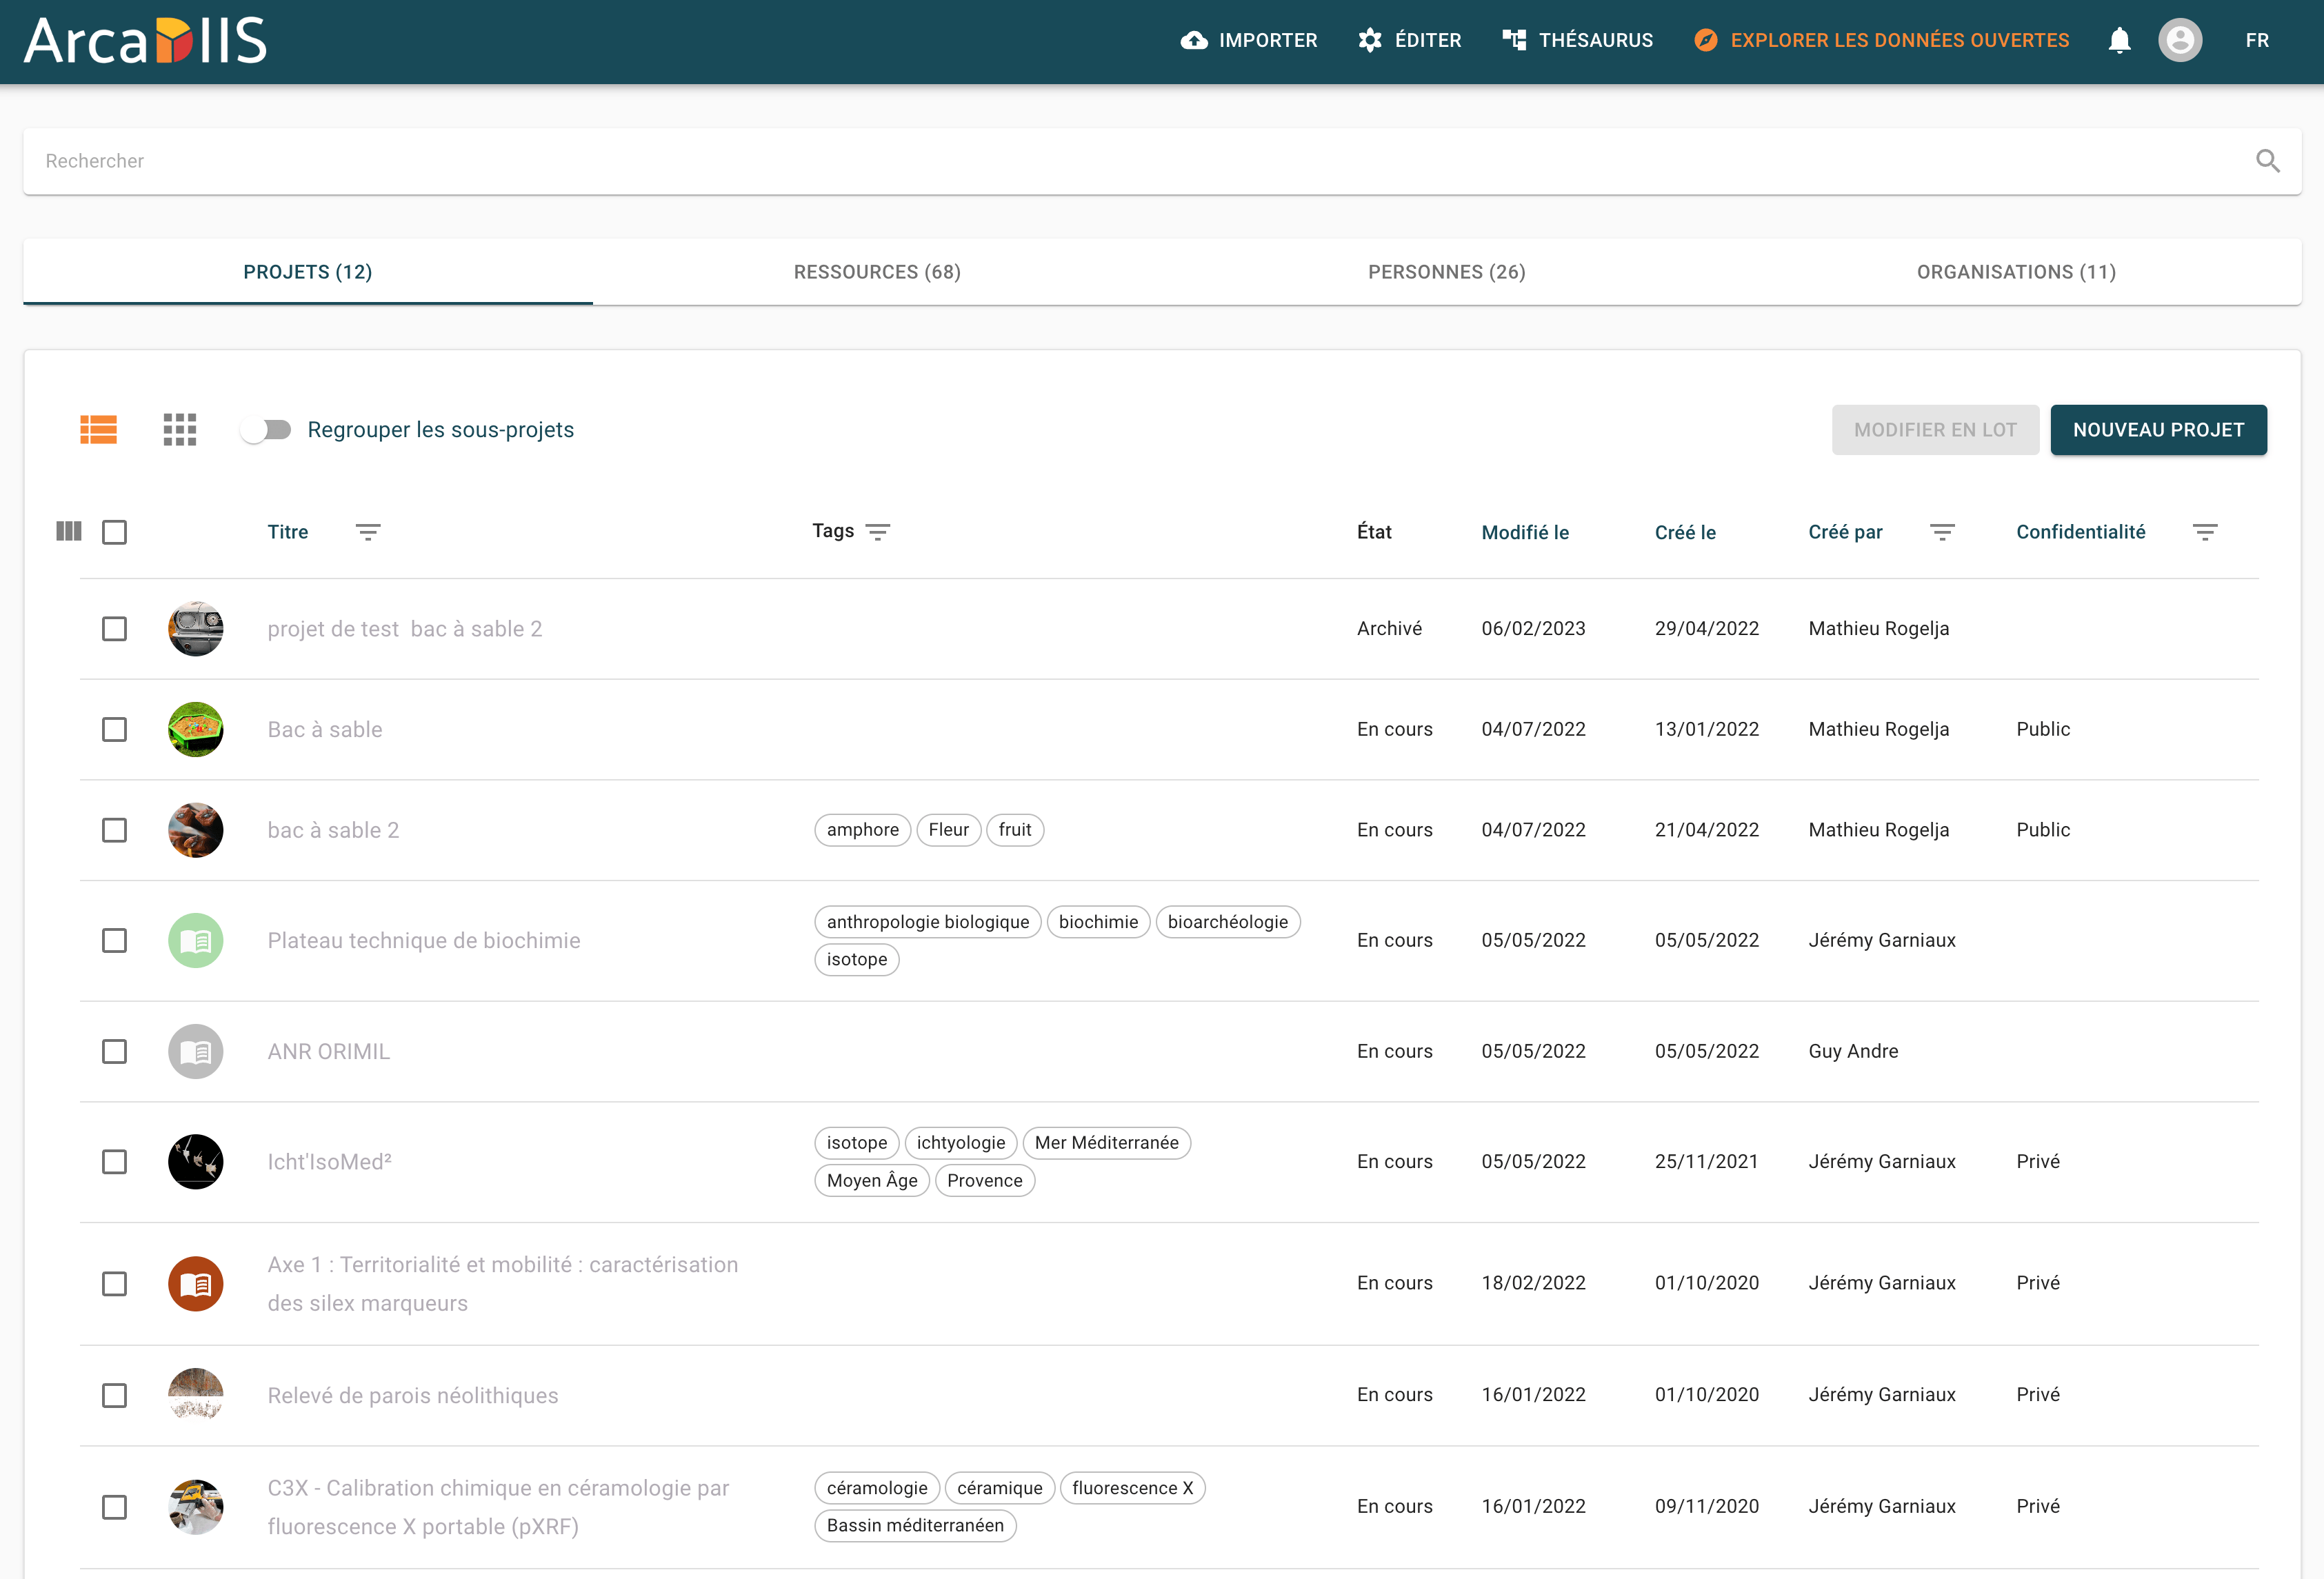 ArcaDIIS
IMPORTER ÉDITER THÉSAURUS EXPLORER LES DONNÉES OUVERTES FR
Rechercher
PROJETS (12) RESSOURCES (68) PERSONNES (26) ORGANISATIONS (11)
Regrouper les sous-projets MODIFIER EN LOT NOUVEAU PROJET
Titre Tags État Modifié le Créé le Créé par Confidentialité
projet de test bac à sable 2 Archivé 06/02/2023 29/04/2022 Mathieu Rogelja
Bac à sable En cours 04/07/2022 13/01/2022 Mathieu Rogelja Public
bac à sable 2 amphore Fleur fruit En cours 04/07/2022 21/04/2022 Mathieu Rogelja Public
anthropologie biologique biochimie bioarchéologie
Plateau technique de biochimie En cours 05/05/2022 05/05/2022 Jérémy Garniaux
isotope
ANR ORIMIL En cours 05/05/2022 05/05/2022 Guy Andre
isotope ichtyologie Mer Méditerranée
Icht'IsoMed² En cours 05/05/2022 25/11/2021 Jérémy Garniaux Privé
Moyen Âge Provence
Axe 1 : Territorialité et mobilité : caractérisation
des silex marqueurs
En cours 18/02/2022 01/10/2020 Jérémy Garniaux Privé
Relevé de parois néolithiques En cours 16/01/2022 01/10/2020 Jérémy Garniaux Privé
C3X - Calibration chimique en céramologie par
fluorescence X portable (pXRF)
céramologie céramique fluorescence X
Bassin méditerranéen
En cours 16/01/2022 09/11/2020 Jérémy Garniaux Privé